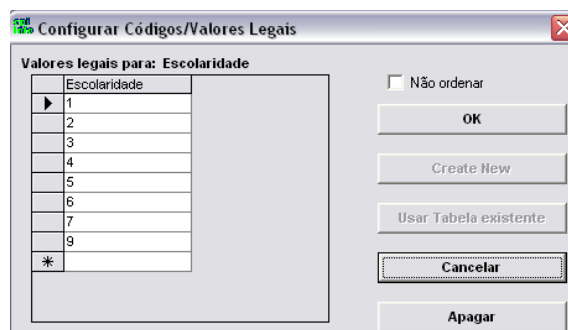 Configurar Códigos/Valores Legais
Valores legais para: Escolaridade
Escolaridade
1
2
3
4
5
6
7
9
Não ordenar
OK
Create New
Usar Tabela existente
Cancelar
Apagar